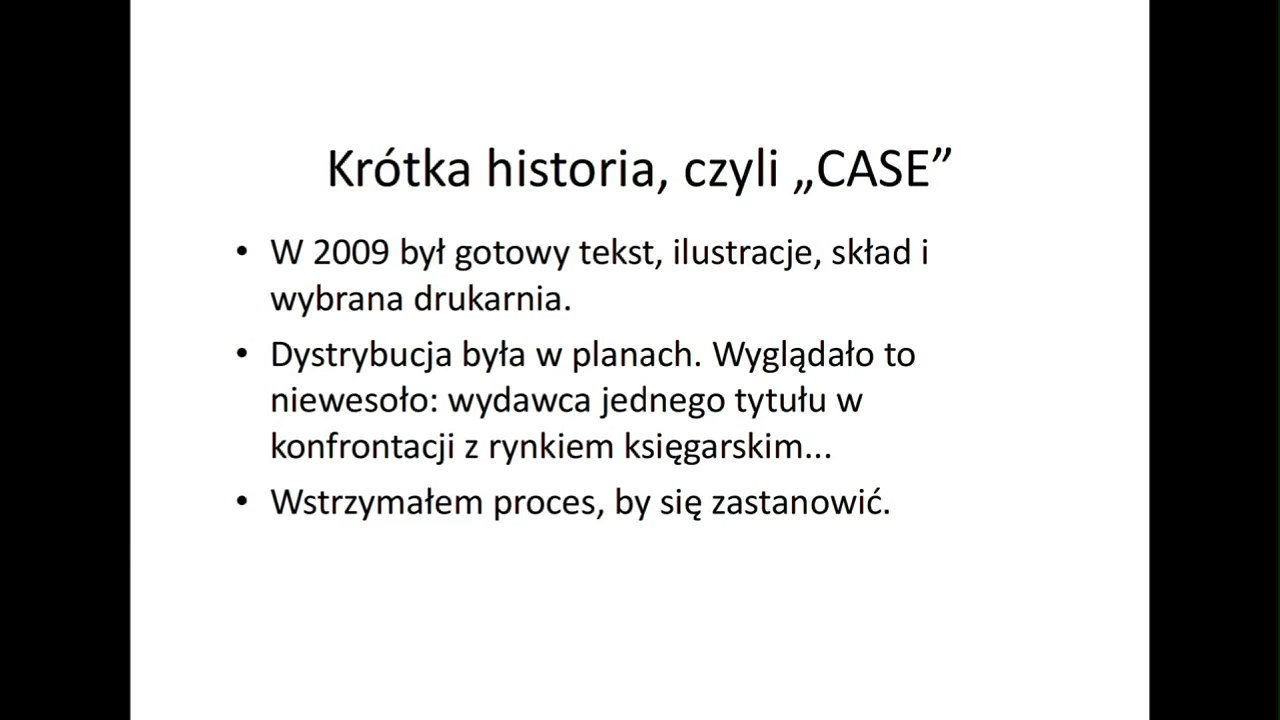 Krótka historia, czyli „CASE”
• W 2009 był gotowy tekst, ilustracje, skład i
wybrana drukarnia.
• Dystrybucja była w planach. Wyglądało to
niewesoło: wydawca jednego tytułu w
konfrontacji z rynkiem księgarskim...
• Wstrzymałem proces, by się zastanowić.